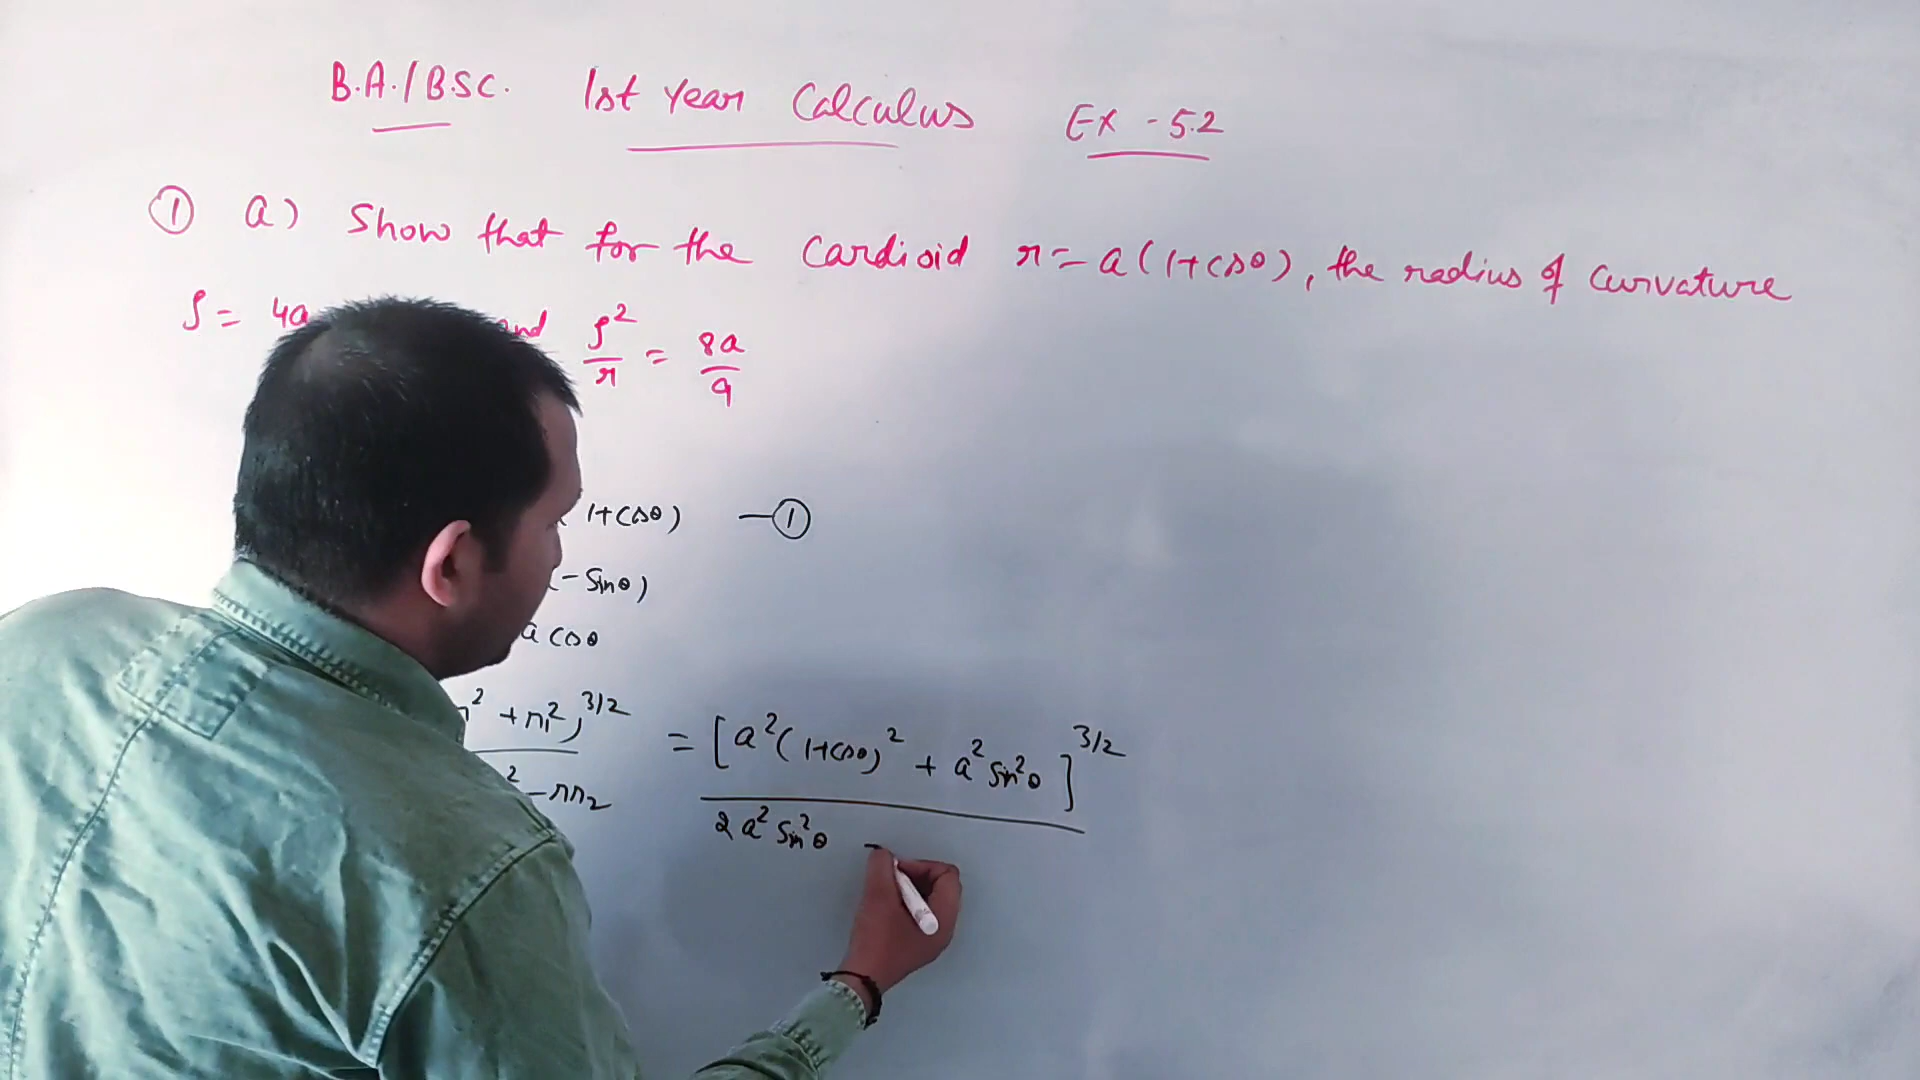 B.A./B.SC. 1st Year Calculus Ex - 5.2
① a) Show that for the Cardioid r = a(1+cosθ), the radius of curvature
ρ = 4a and ρ²/r = 8a/9
1+cosθ) —①
-Sinθ)
a cosθ
² + r₁²)^3/2 = [a²(1+cosθ)² + a² Sin²θ]^3/2
² - rr₂ 2a² Sin²θ -